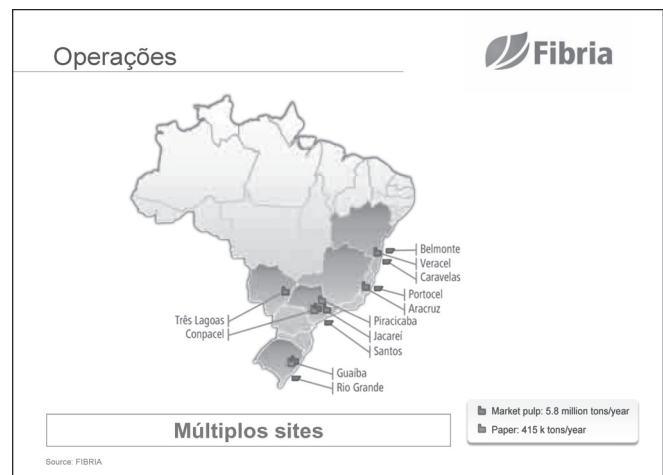 Operações
Fibria
Belmonte
Veracel
Caravelas
Portocel
Aracruz
Três Lagoas
Piracicaba
Conpacel
Jacareí
Santos
Guaíba
Rio Grande
Múltiplos sites
Market pulp: 5.8 million tons/year
Paper: 415 k tons/year
Source: FIBRIA